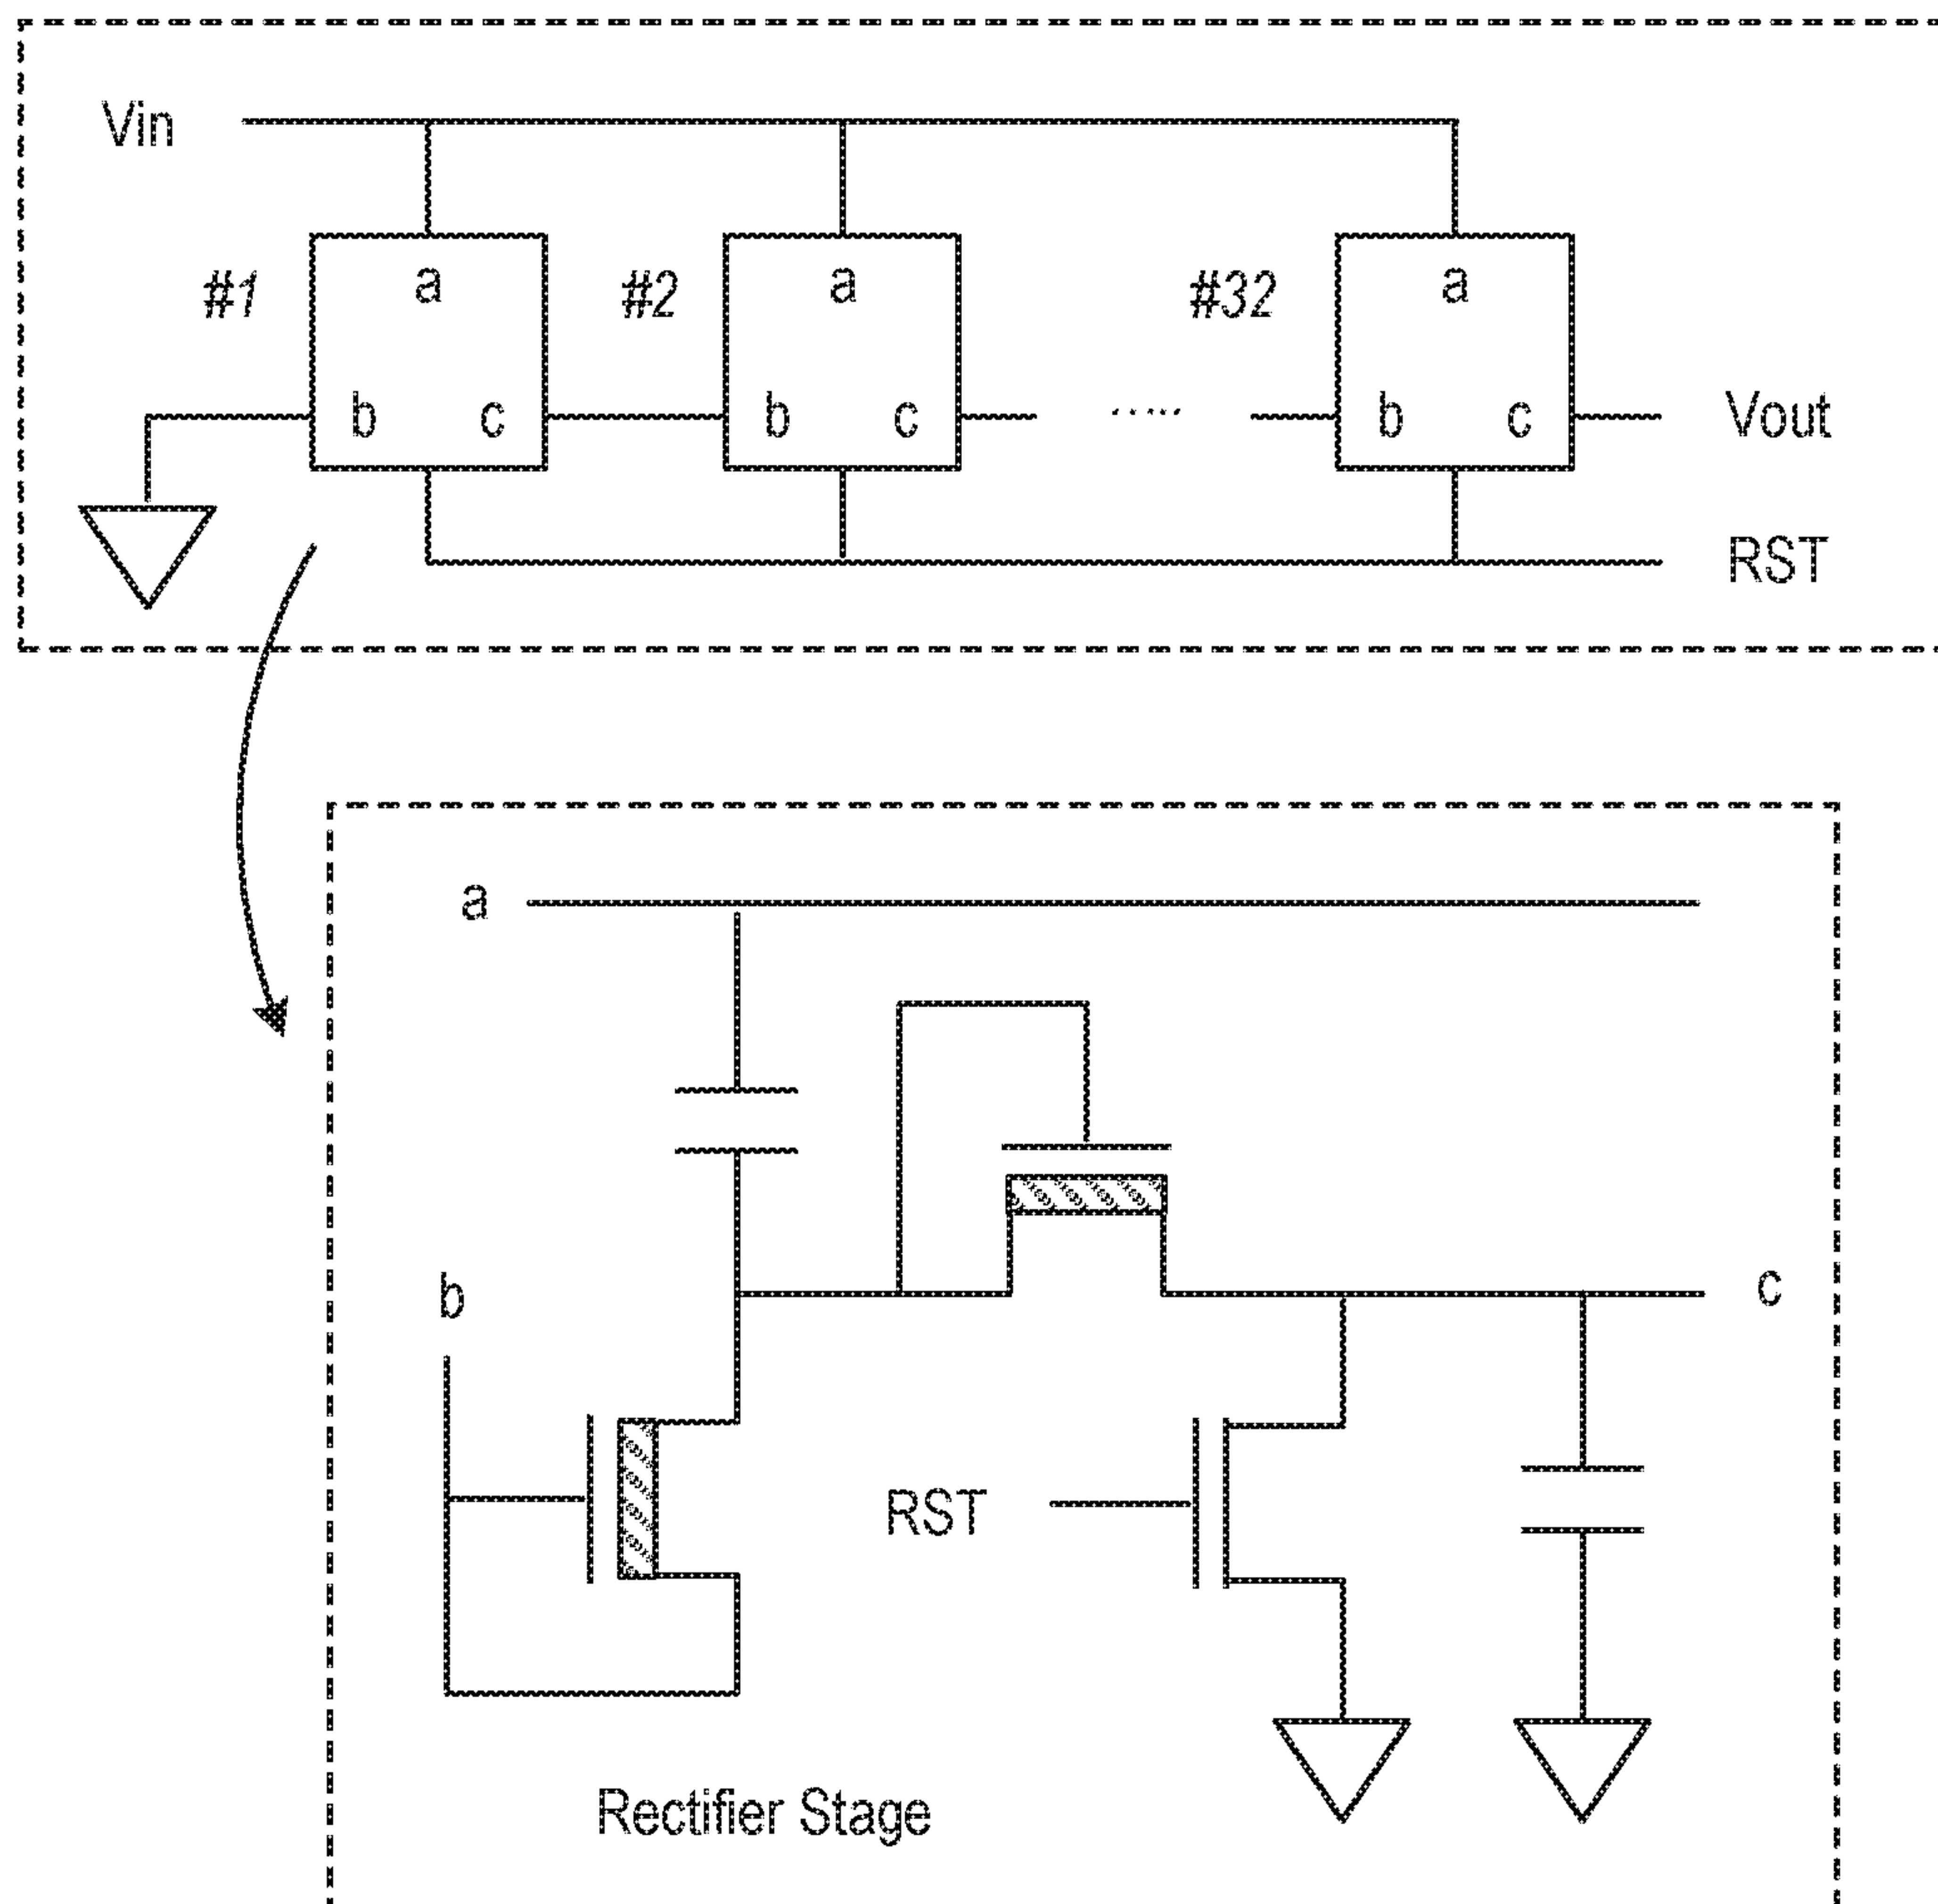 Vin
#1 a #2 a #32 a
b c b c ..... b c Vout
RST
a
b c
RST
Rectifier Stage